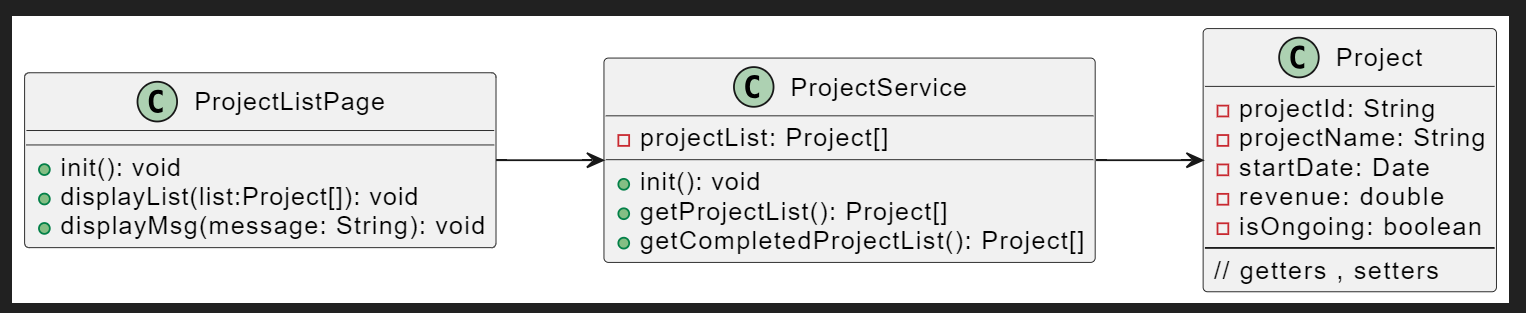 C ProjectListPage
init(): void
displayList(list:Project[]): void
displayMsg(message: String): void
C ProjectService
projectList: Project[]
init(): void
getProjectList(): Project[]
getCompletedProjectList(): Project[]
C Project
projectId: String
projectName: String
startDate: Date
revenue: double
isOngoing: boolean
// getters , setters